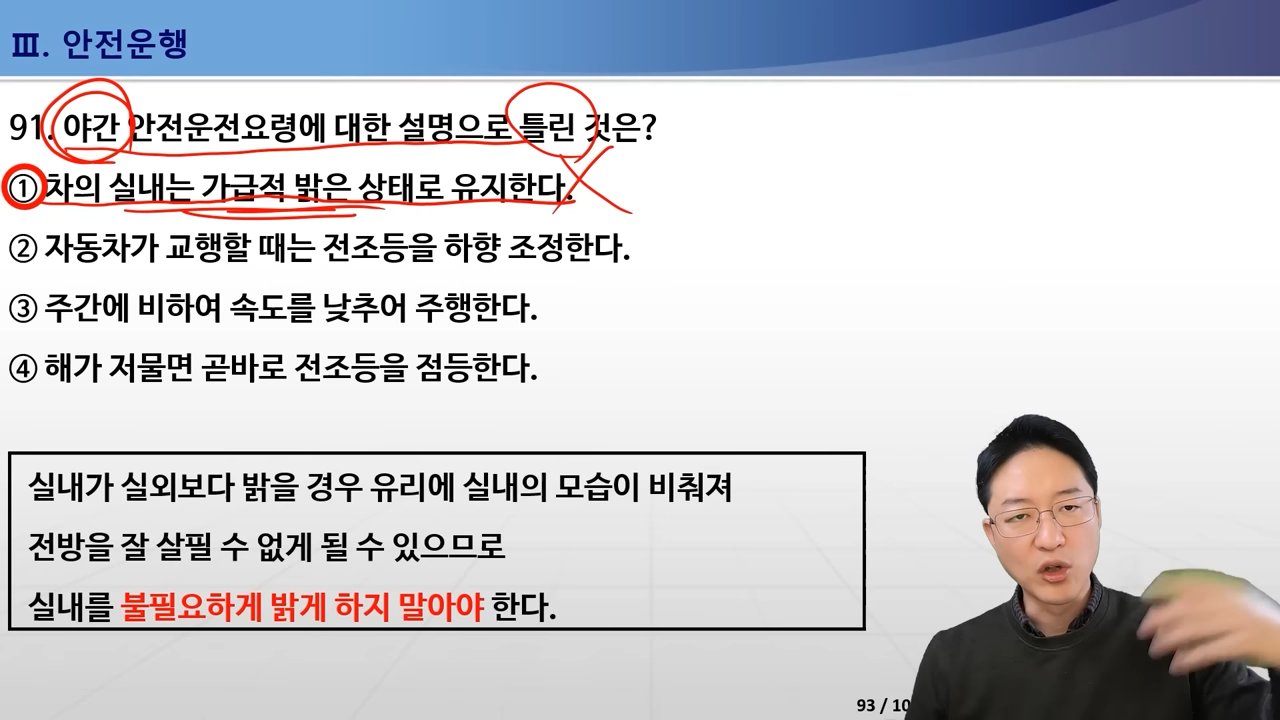 Ⅲ. 안전운행
91. 야간 안전운전요령에 대한 설명으로 틀린 것은?
① 차의 실내는 가급적 밝은 상태로 유지한다.
② 자동차가 교행할 때는 전조등을 하향 조정한다.
③ 주간에 비하여 속도를 낮추어 주행한다.
④ 해가 저물면 곧바로 전조등을 점등한다.
실내가 실외보다 밝을 경우 유리에 실내의 모습이 비춰져
전방을 잘 살필 수 없게 될 수 있으므로
실내를 불필요하게 밝게 하지 말아야 한다.
93 / 10